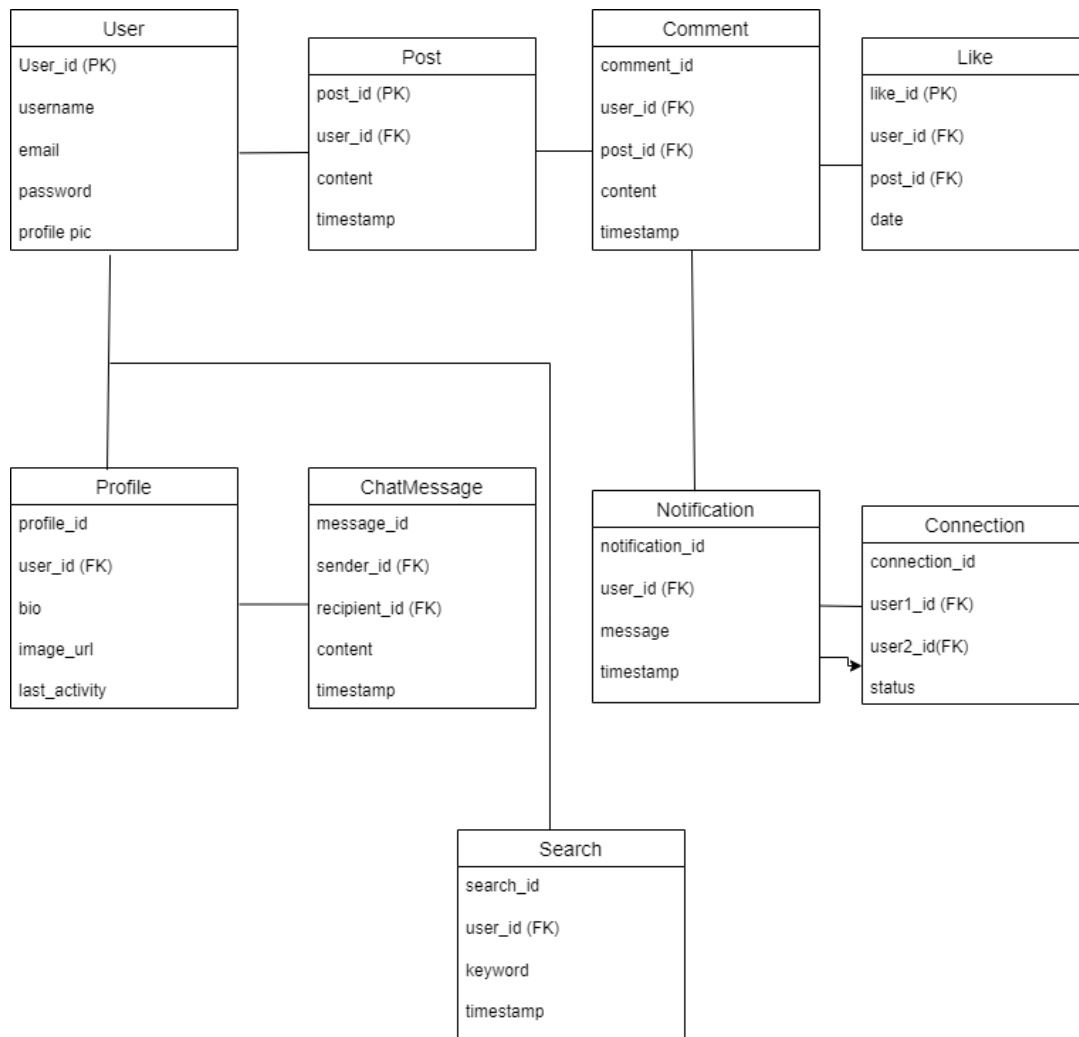 User
User_id (PK)
username
email
password
profile pic
Post
post_id (PK)
user_id (FK)
content
timestamp
Comment
comment_id
user_id (FK)
post_id (FK)
content
timestamp
Like
like_id (PK)
user_id (FK)
post_id (FK)
date
Profile
profile_id
user_id (FK)
bio
image_url
last_activity
ChatMessage
message_id
sender_id (FK)
recipient_id (FK)
content
timestamp
Notification
notification_id
user_id (FK)
message
timestamp
Connection
connection_id
user1_id (FK)
user2_id(FK)
status
Search
search_id
user_id (FK)
keyword
timestamp